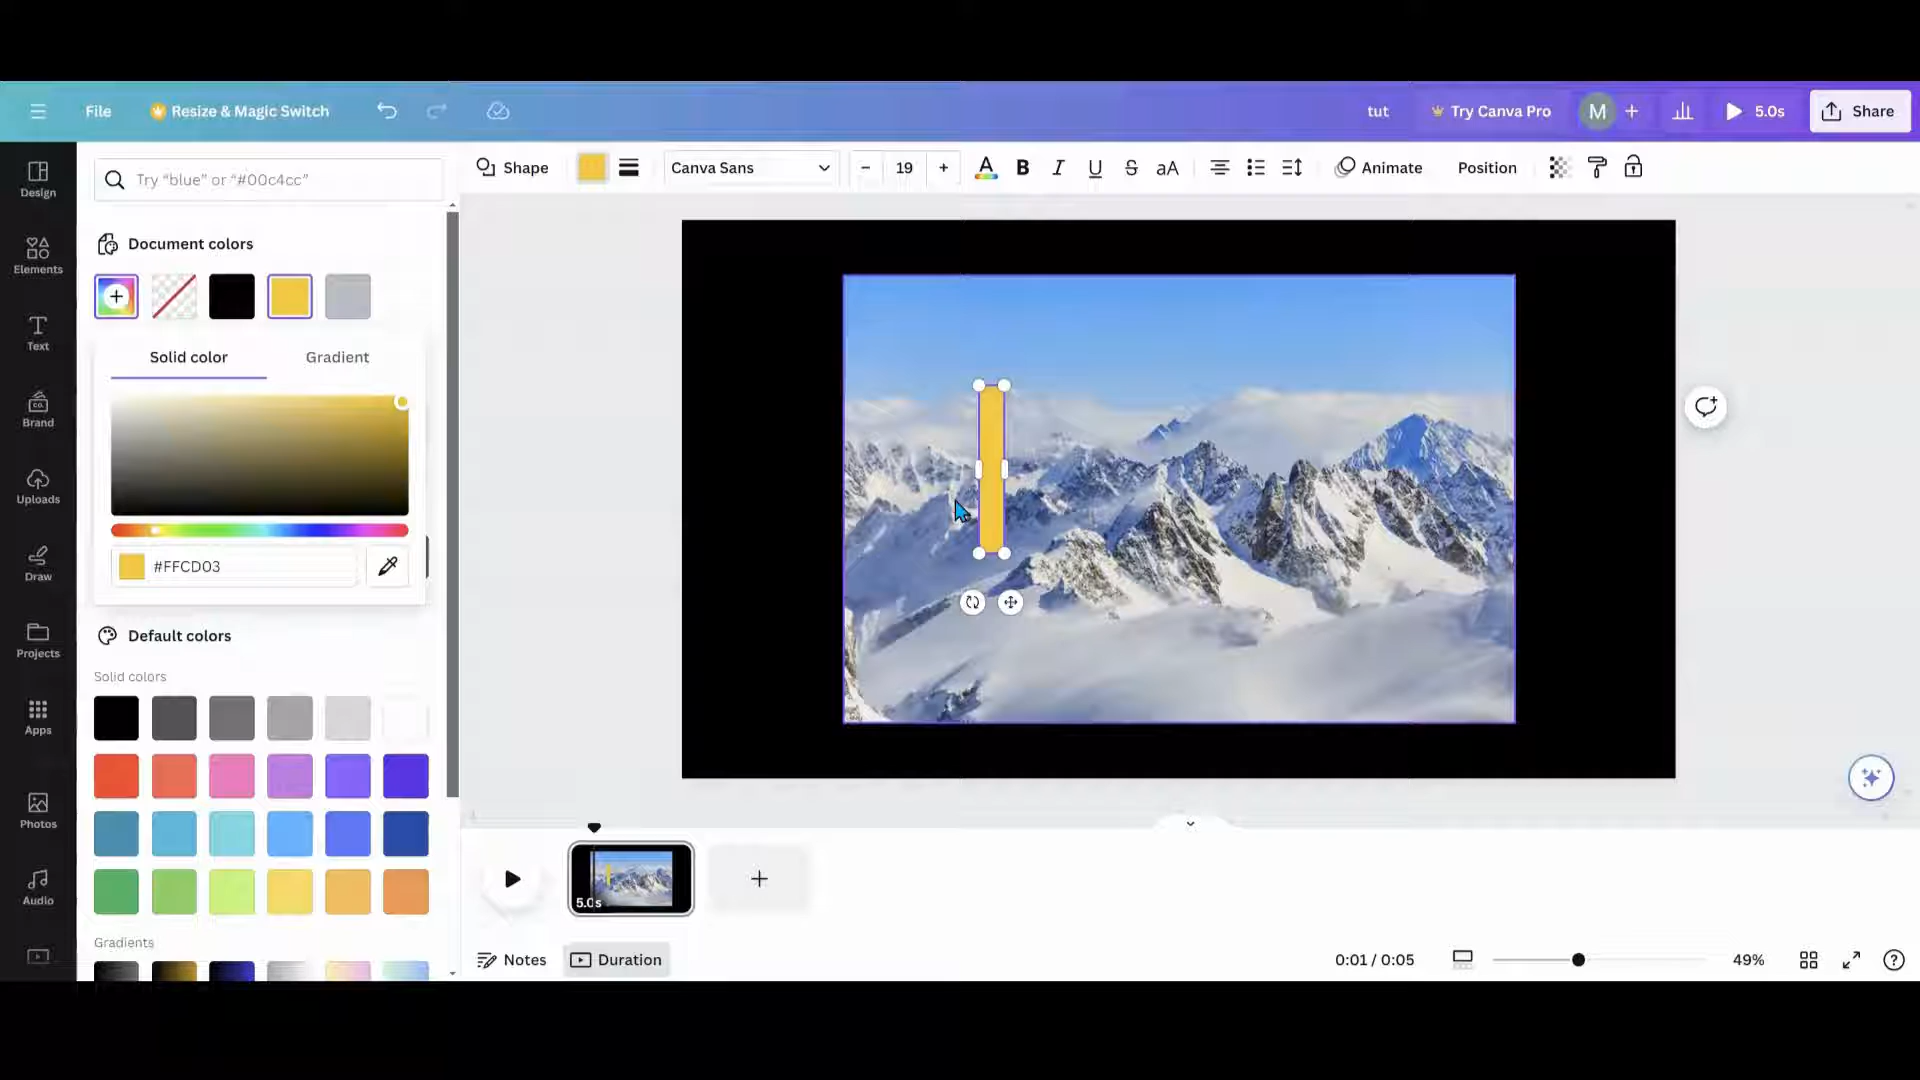 File
Resize & Magic Switch
tut
Try Canva Pro
M
5.0s
Share
Design
Elements
Text
Brand
CO.
Uploads
Draw
Projects
Apps
Photos
Audio
Try “blue” or “#00c4cc”
Document colors
Solid color
Gradient
#FFCD03
Default colors
Solid colors
Gradients
Shape
Canva Sans
19
A
B
I
U
S
aA
Animate
Position
5.0s
Notes
Duration
0:01 / 0:05
49%